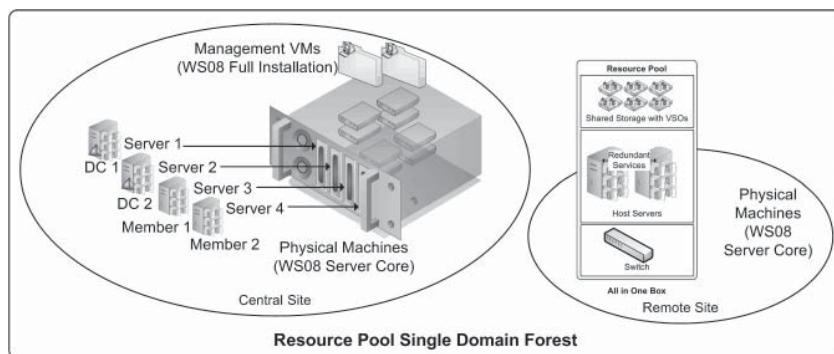 Management VMs
(WS08 Full Installation)
Server 1
DC 1
Server 2
DC 2
Server 3
Member 1
Server 4
Member 2
Physical Machines
(WS08 Server Core)
Central Site
Resource Pool
Shared Storage with VSOs
Redundant
Services
Host Servers
Switch
All in One Box
Physical
Machines
(WS08
Server Core)
Remote Site
Resource Pool Single Domain Forest